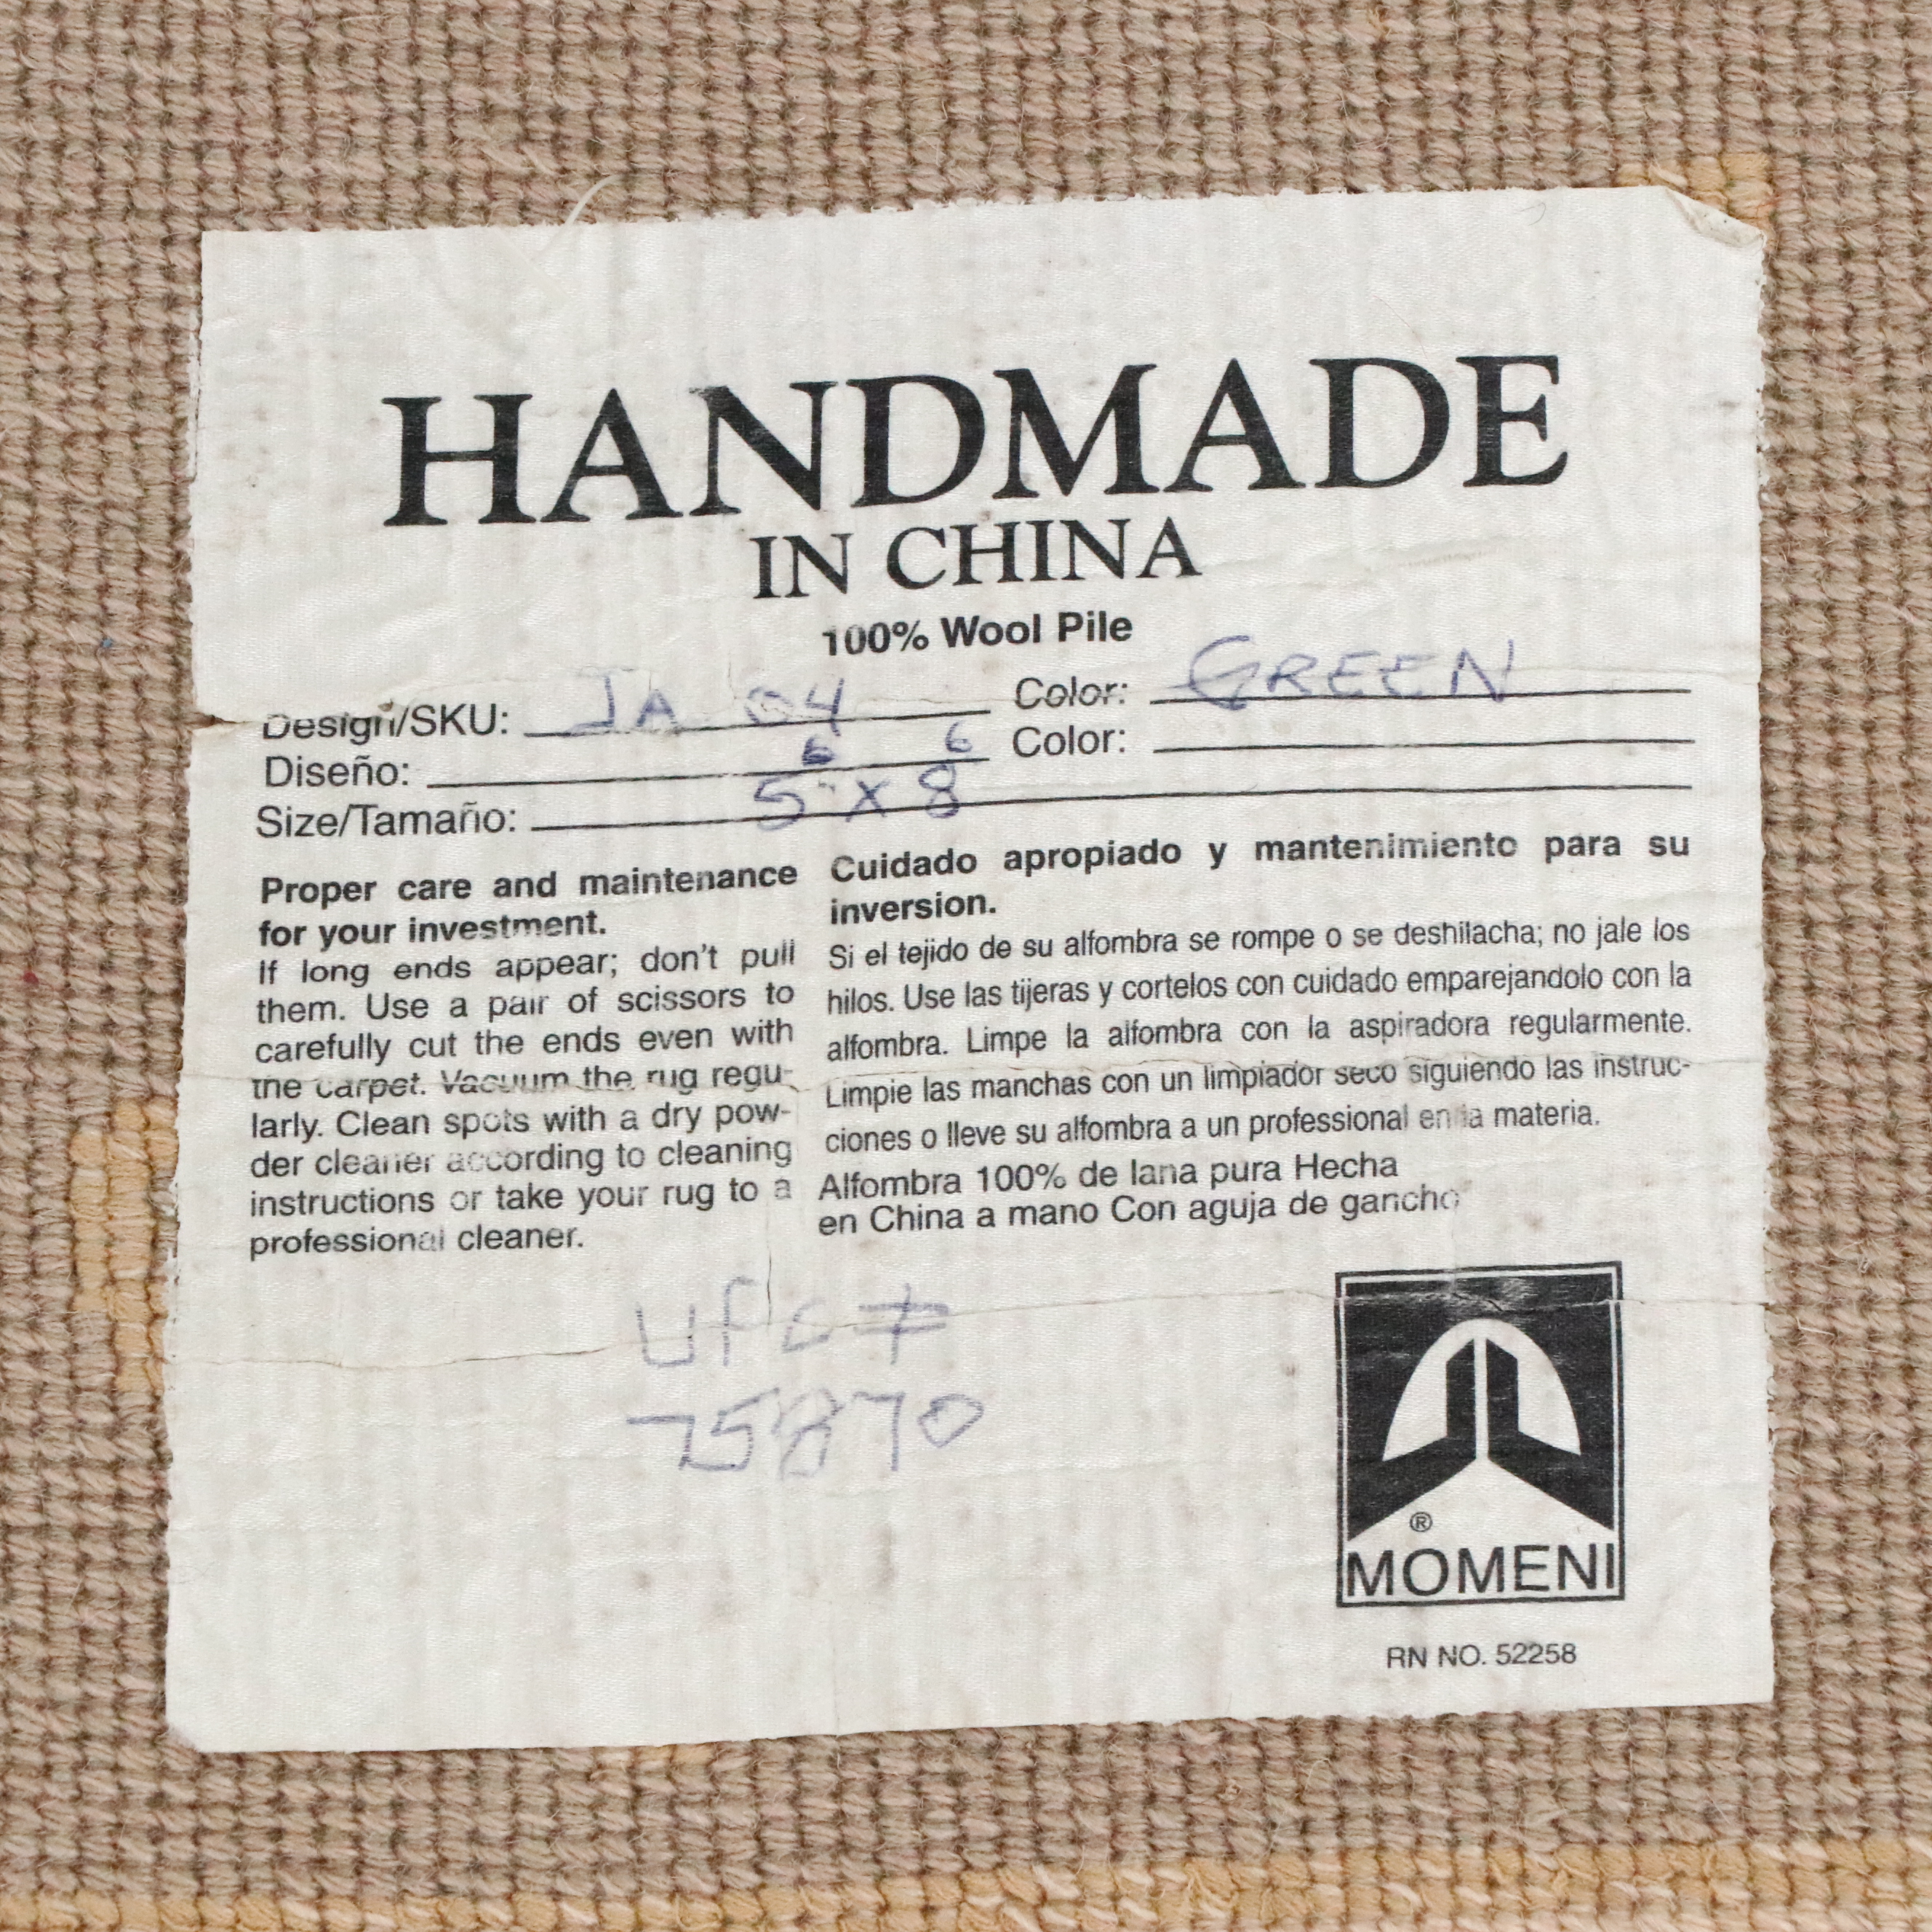 HANDMADE
IN CHINA
100% Wool Pile
Design/SKU: JA 04 Color: GREEN
Diseño: Color:
6 6
Size/Tamaño: 5 x 8
Proper care and maintenance
for your investment.
If long ends appear; don't pull
them. Use a pair of scissors to
carefully cut the ends even with
the carpet. Vacuum the rug regu-
larly. Clean spots with a dry pow-
der cleaner according to cleaning
instructions or take your rug to a
professional cleaner.
Cuidado apropiado y mantenimiento para su
inversion.
Si el tejido de su alfombra se rompe o se deshilacha; no jale los
hilos. Use las tijeras y cortelos con cuidado emparejandolo con la
alfombra. Limpe la alfombra con la aspiradora regularmente.
Limpie las manchas con un limpiador seco siguiendo las instruc-
ciones o lleve su alfombra a un professional en la materia.
Alfombra 100% de lana pura Hecha
en China a mano Con aguja de gancho
UPC #
75870
®
MOMENI
RN NO. 52258